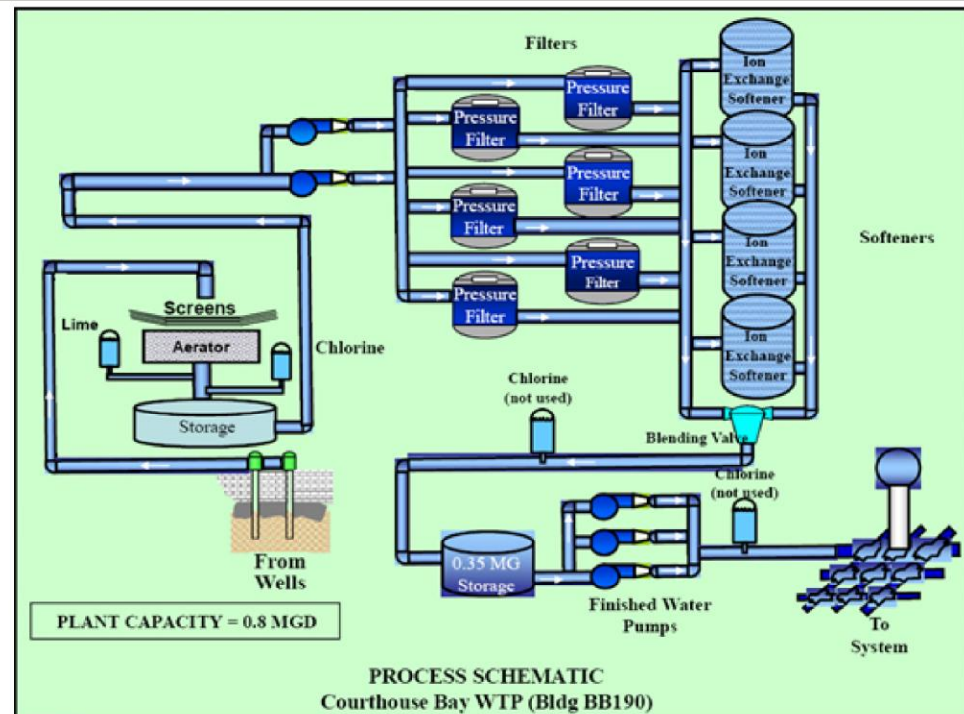 Filters
Ion
Exchange
Softener
Pressure
Filter
Pressure
Filter
Ion
Exchange
Softener
Pressure
Filter
Pressure
Filter
Ion
Exchange
Softener
Softeners
Pressure
Filter
Pressure
Filter
Ion
Exchange
Softener
Screens
Lime
Aerator
Chlorine
Storage
Chlorine
(not used)
Blending Valve
Chlorine
(not used)
From
Wells
0.35 MG
Storage
Finished Water
Pumps
To
System
PLANT CAPACITY = 0.8 MGD
PROCESS SCHEMATIC
Courthouse Bay WTP (Bldg BB190)